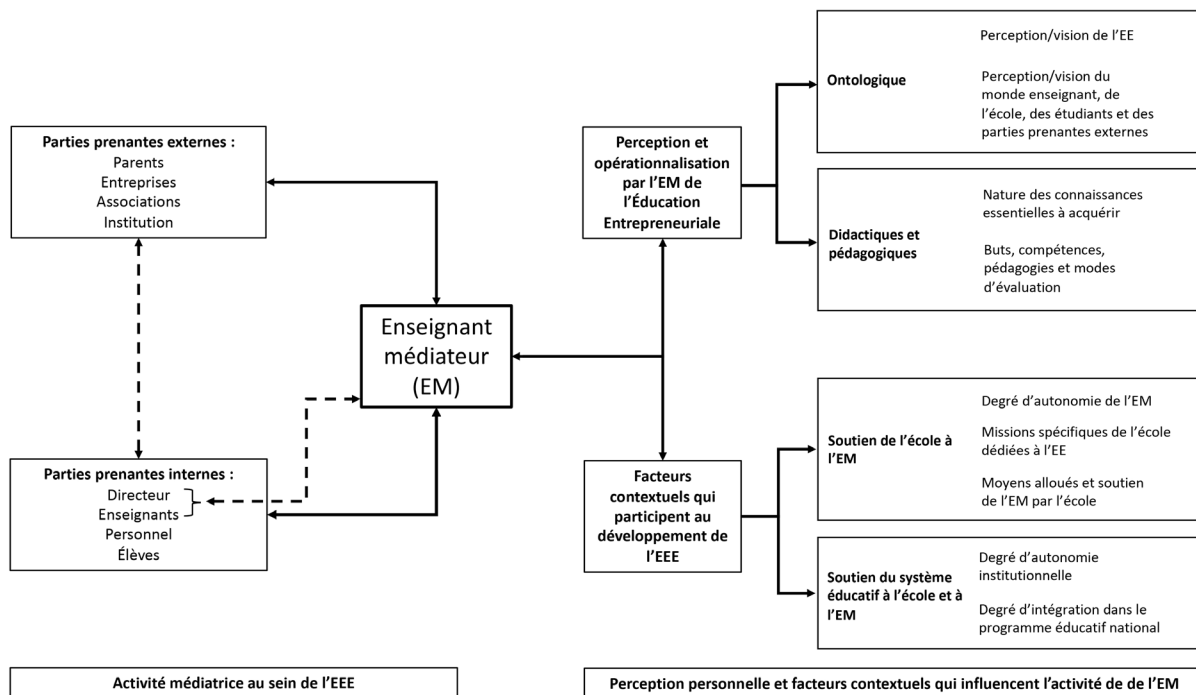 Parties prenantes externes :
Parents
Entreprises
Associations
Institution
Parties prenantes internes :
Directeur
Enseignants
Personnel
Élèves
Enseignant
médiateur
(EM)
Perception et
opérationnalisation
par l’EM de
l’Éducation
Entrepreneuriale
Facteurs
contextuels qui
participent au
développement de
l’EEE
Ontologique
Perception/vision de l’EE
Perception/vision du
monde enseignant, de
l’école, des étudiants et des
parties prenantes externes
Didactiques et
pédagogiques
Nature des connaissances
essentielles à acquérir
Buts, compétences,
pédagogies et modes
d’évaluation
Soutien de l’école à
l’EM
Degré d’autonomie de l’EM
Missions spécifiques de l’école
dédiées à l’EE
Moyens alloués et soutien
de l’EM par l’école
Soutien du système
éducatif à l’école et à
l’EM
Degré d’autonomie
institutionnelle
Degré d’intégration dans le
programme éducatif national
Activité médiatrice au sein de l’EEE
Perception personnelle et facteurs contextuels qui influencent l’activité de de l’EM